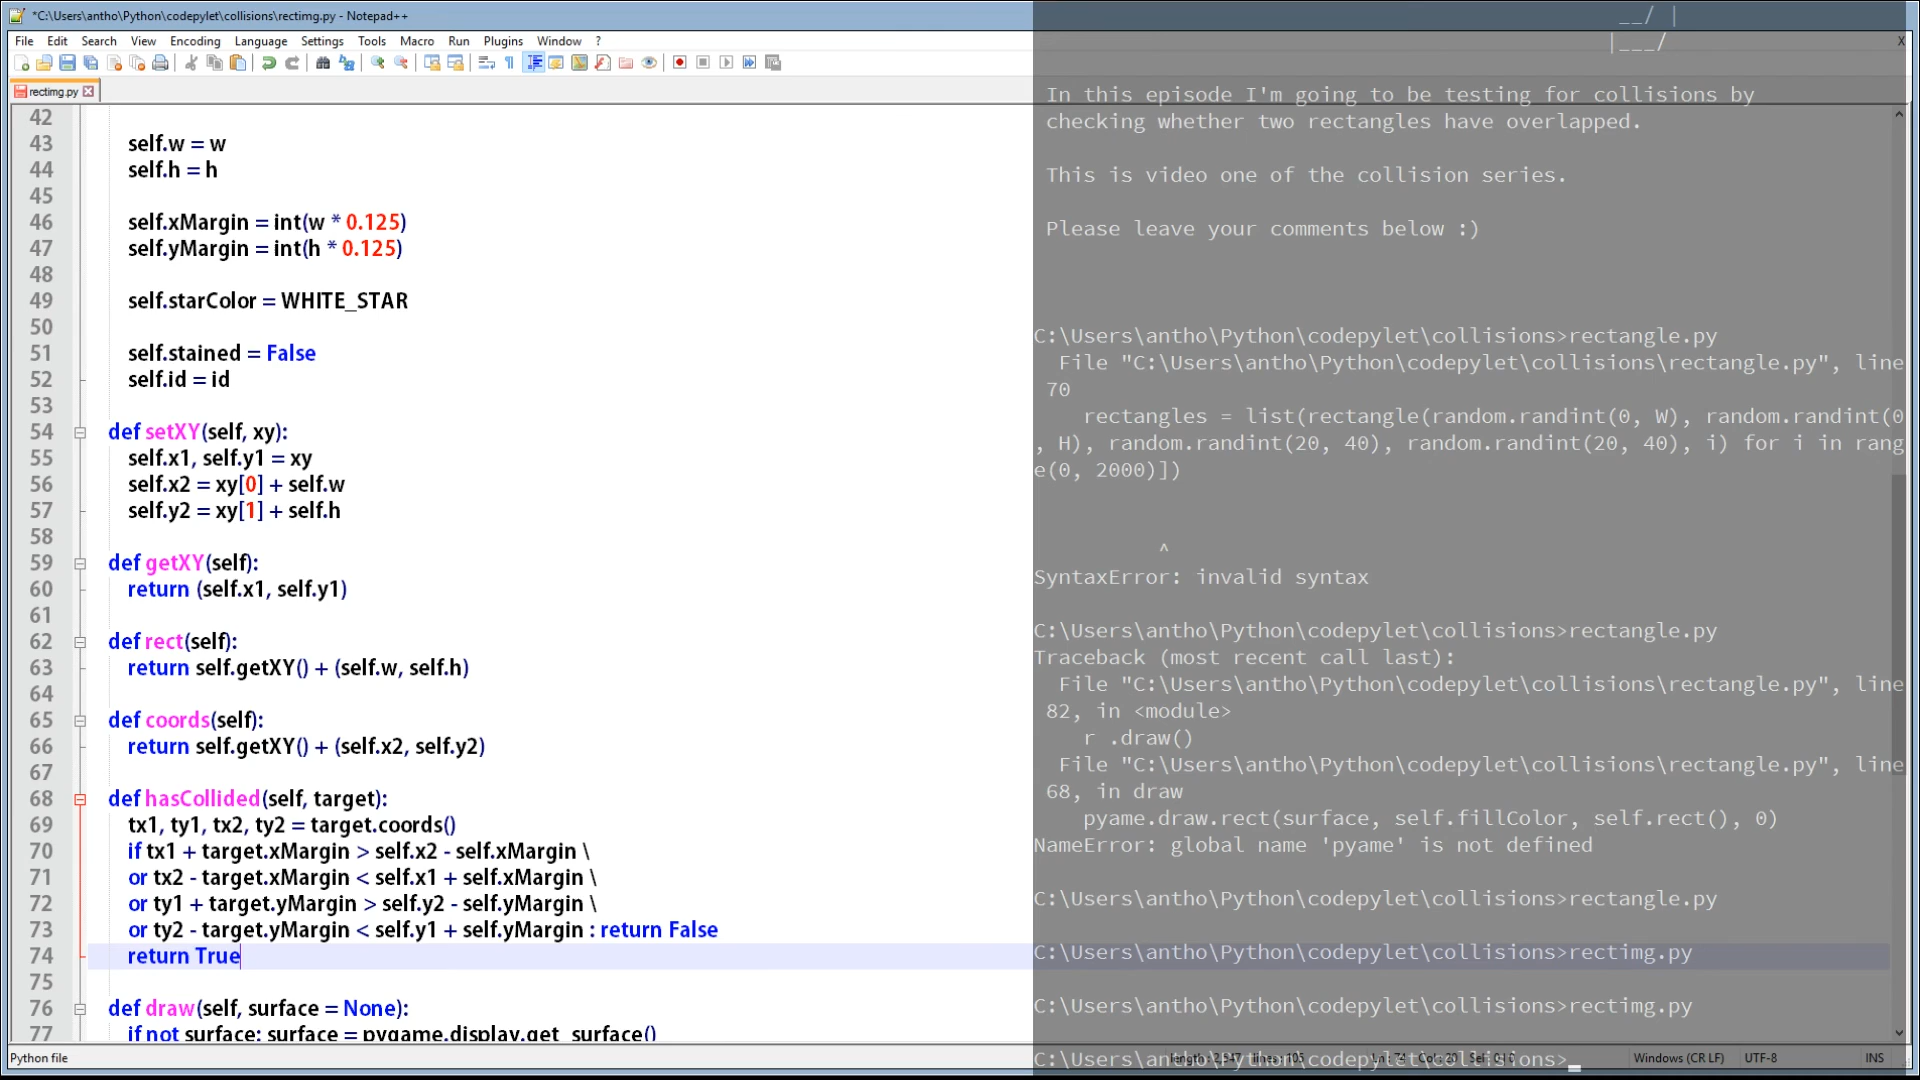 *C:\Users\antho\Python\codepylet\collisions\rectimg.py - Notepad++
File Edit Search View Encoding Language Settings Tools Macro Run Plugins Window ?
X
rectimg.py
42
43 self.w = w
44 self.h = h
45
46 self.xMargin = int(w * 0.125)
47 self.yMargin = int(h * 0.125)
48
49 self.starColor = WHITE_STAR
50
51 self.stained = False
52 self.id = id
53
54 def setXY(self, xy):
55 self.x1, self.y1 = xy
56 self.x2 = xy[0] + self.w
57 self.y2 = xy[1] + self.h
58
59 def getXY(self):
60 return (self.x1, self.y1)
61
62 def rect(self):
63 return self.getXY() + (self.w, self.h)
64
65 def coords(self):
66 return self.getXY() + (self.x2, self.y2)
67
68 def hasCollided(self, target):
69 tx1, ty1, tx2, ty2 = target.coords()
70 if tx1 + target.xMargin > self.x2 - self.xMargin \
71 or tx2 - target.xMargin < self.x1 + self.xMargin \
72 or ty1 + target.yMargin > self.y2 - self.yMargin \
73 or ty2 - target.yMargin < self.y1 + self.yMargin : return False
74 return True
75
76 def draw(self, surface = None):
77 if not surface: surface = pygame.display.get_surface()
Python file
__/ |
|___/
In this episode I'm going to be testing for collisions by
checking whether two rectangles have overlapped.
This is video one of the collision series.
Please leave your comments below :)
C:\Users\antho\Python\codepylet\collisions>rectangle.py
File "C:\Users\antho\Python\codepylet\collisions\rectangle.py", line
70
rectangles = list(rectangle(random.randint(0, W), random.randint(0
, H), random.randint(20, 40), random.randint(20, 40), i) for i in rang
e(0, 2000)])
^
SyntaxError: invalid syntax
C:\Users\antho\Python\codepylet\collisions>rectangle.py
Traceback (most recent call last):
File "C:\Users\antho\Python\codepylet\collisions\rectangle.py", line
82, in <module>
r .draw()
File "C:\Users\antho\Python\codepylet\collisions\rectangle.py", line
68, in draw
pyame.draw.rect(surface, self.fillColor, self.rect(), 0)
NameError: global name 'pyame' is not defined
C:\Users\antho\Python\codepylet\collisions>rectangle.py
C:\Users\antho\Python\codepylet\collisions>rectimg.py
C:\Users\antho\Python\codepylet\collisions>rectimg.py
C:\Users\antho\Python\codepylet\collisions>_
Windows (CR LF) UTF-8 INS